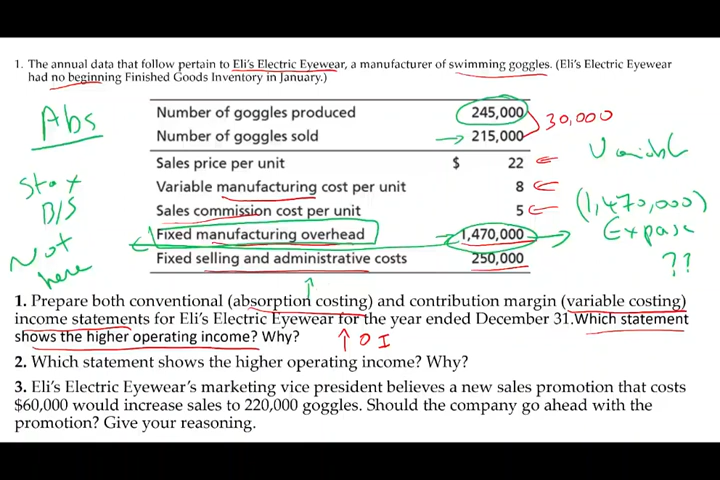 1. The annual data that follow pertain to Eli's Electric Eyewear, a manufacturer of swimming goggles. (Eli's Electric Eyewear
had no beginning Finished Goods Inventory in January.)
Abs
Number of goggles produced 245,000
30,000
Number of goggles sold 215,000
Variable
Sales price per unit $ 22
Variable manufacturing cost per unit 8
Start
B/S
Sales commission cost per unit 5
(1,470,000)
Fixed manufacturing overhead 1,470,000
Expase
Not
here
Fixed selling and administrative costs 250,000
??
1. Prepare both conventional (absorption costing) and contribution margin (variable costing)
income statements for Eli's Electric Eyewear for the year ended December 31.Which statement
shows the higher operating income? Why?
↑ O I
2. Which statement shows the higher operating income? Why?
3. Eli's Electric Eyewear's marketing vice president believes a new sales promotion that costs
$60,000 would increase sales to 220,000 goggles. Should the company go ahead with the
promotion? Give your reasoning.